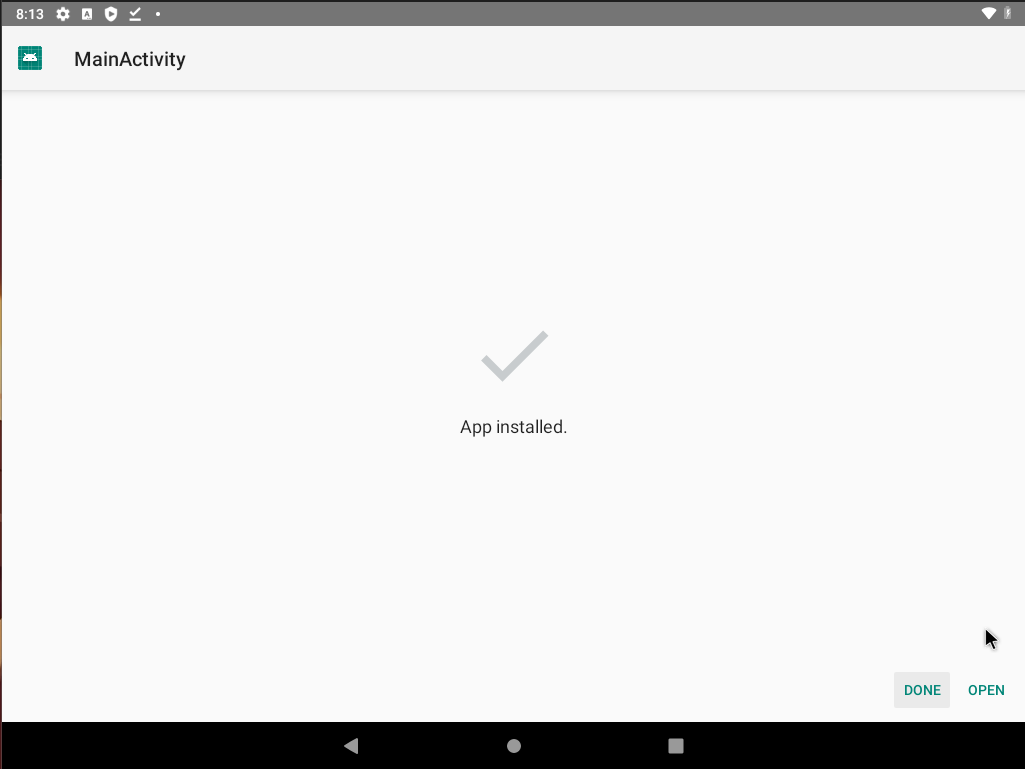 8:13
MainActivity
App installed.
DONE OPEN